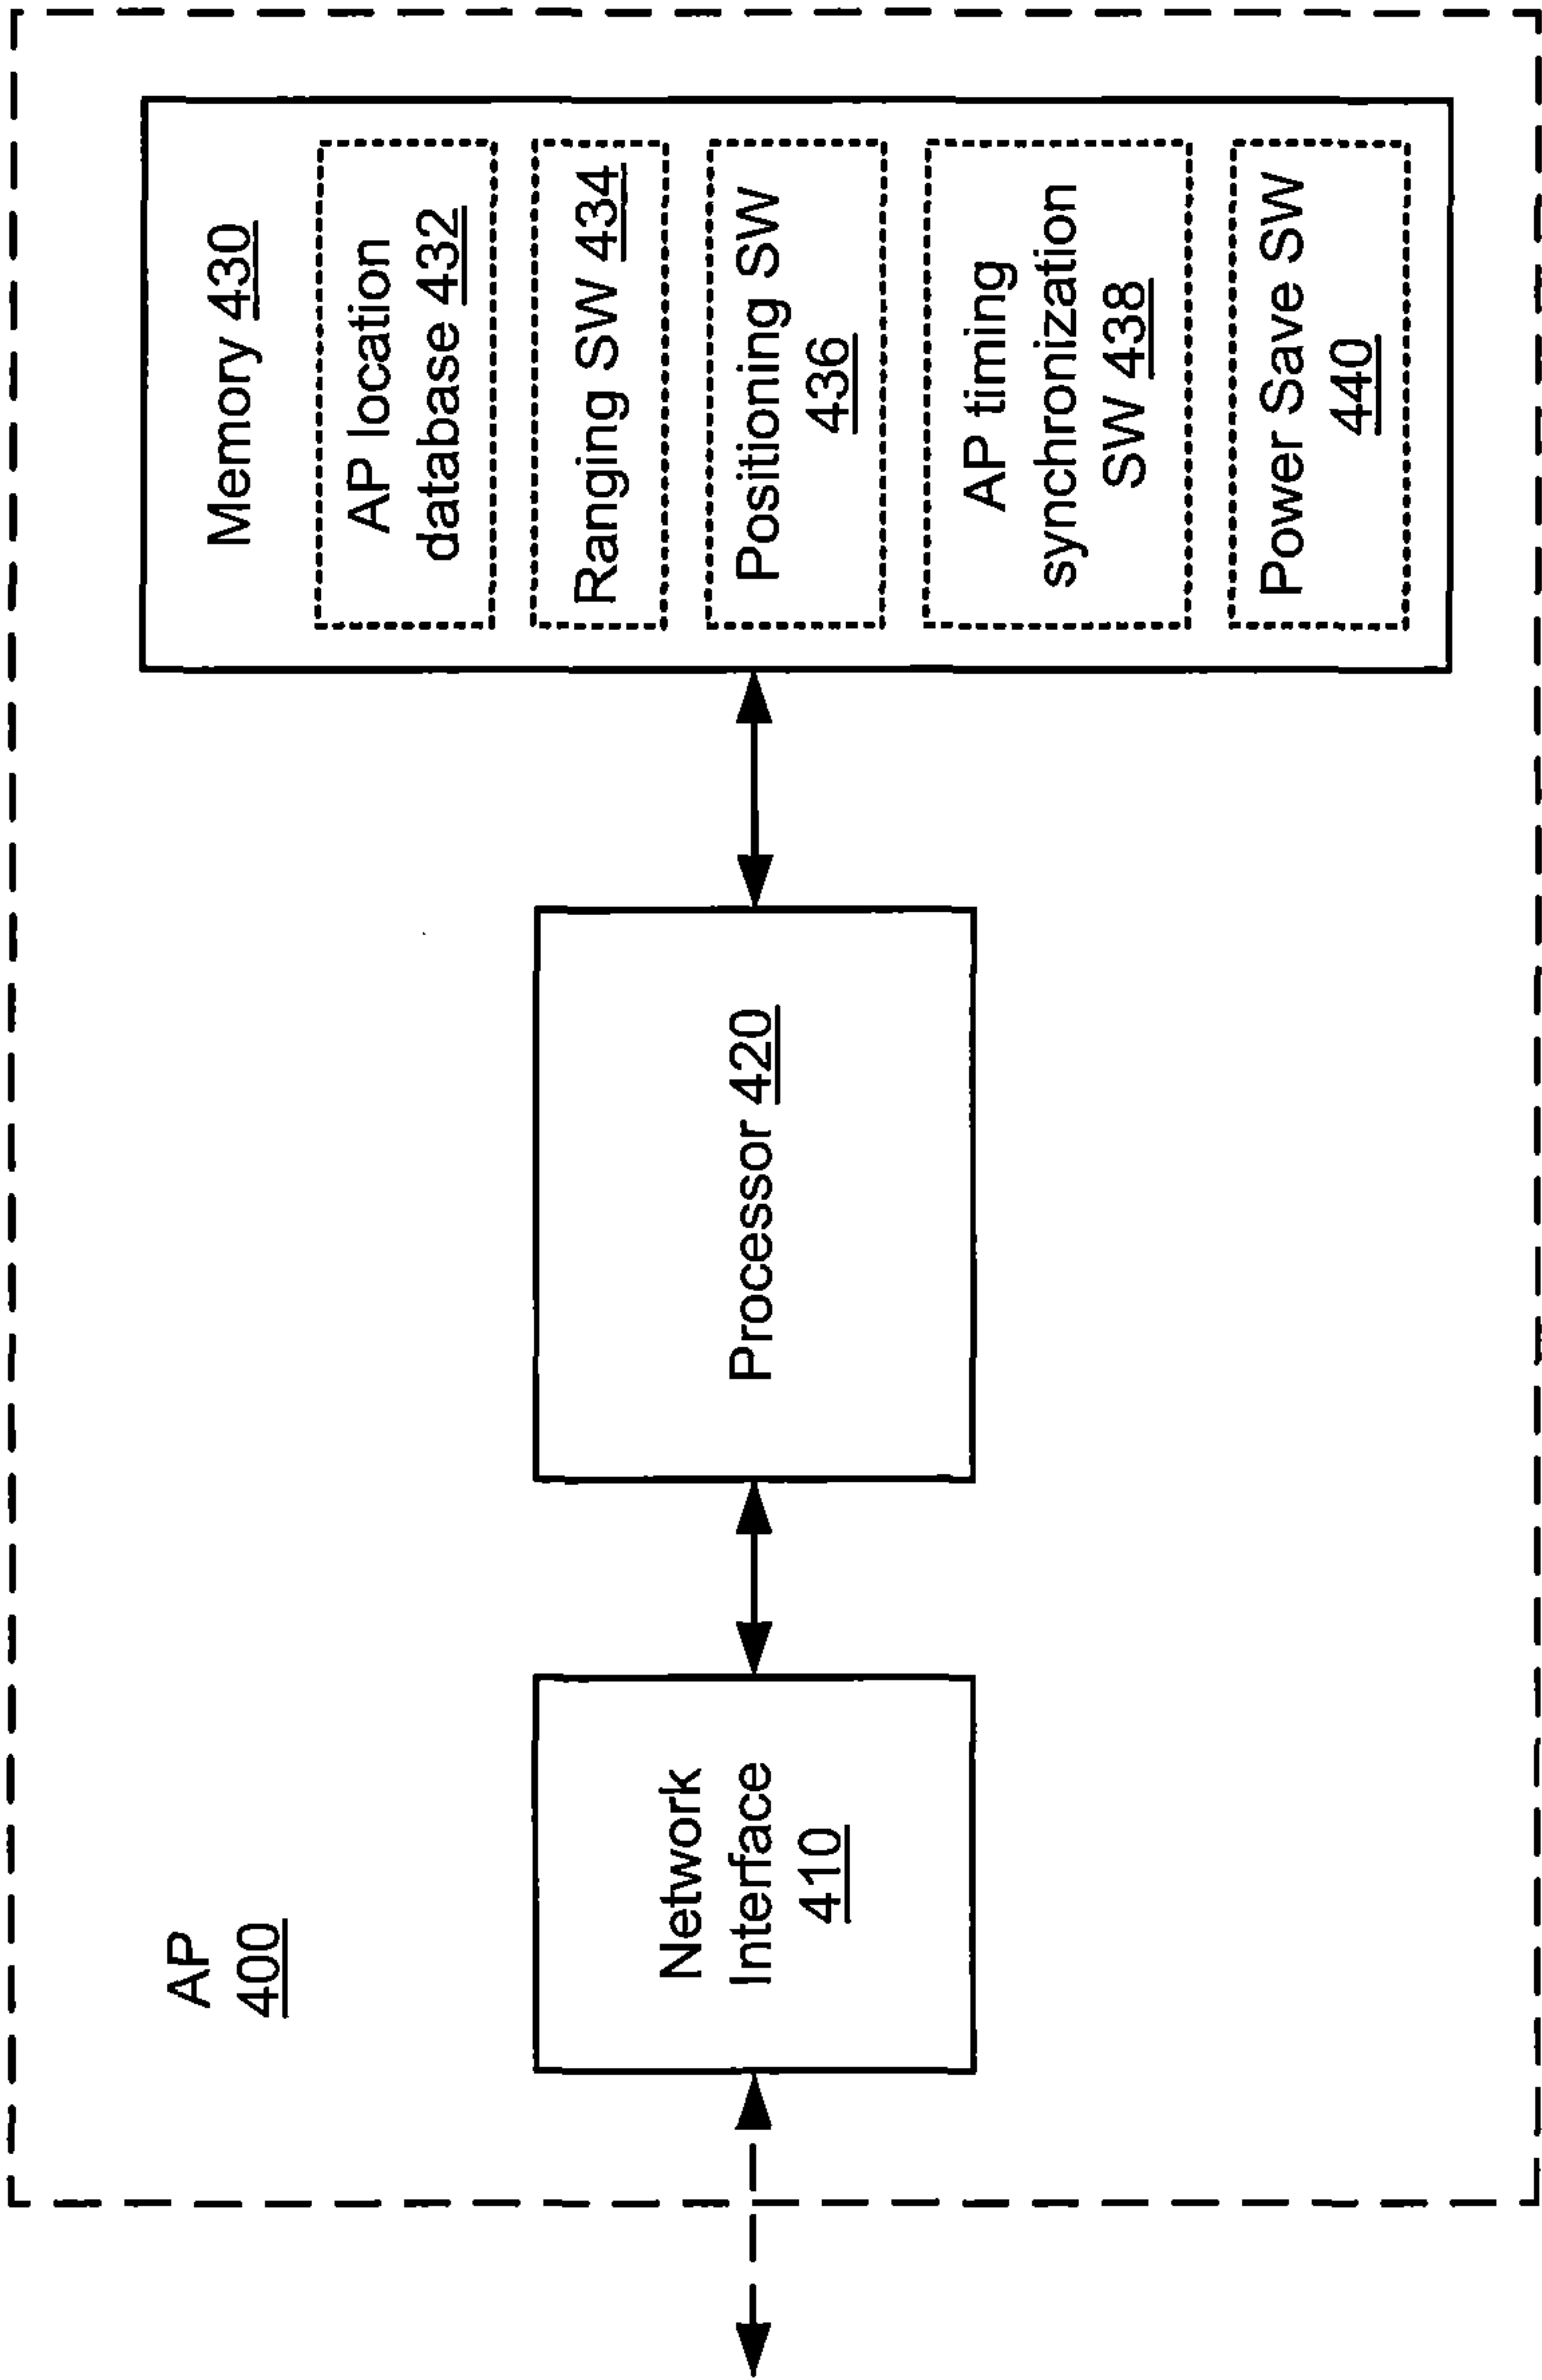 AP
400
Network
Interface
410
Processor 420
Memory 430
AP location
database 432
Ranging SW 434
Positioning SW
436
AP timing
synchronization
SW 438
Power Save SW
440